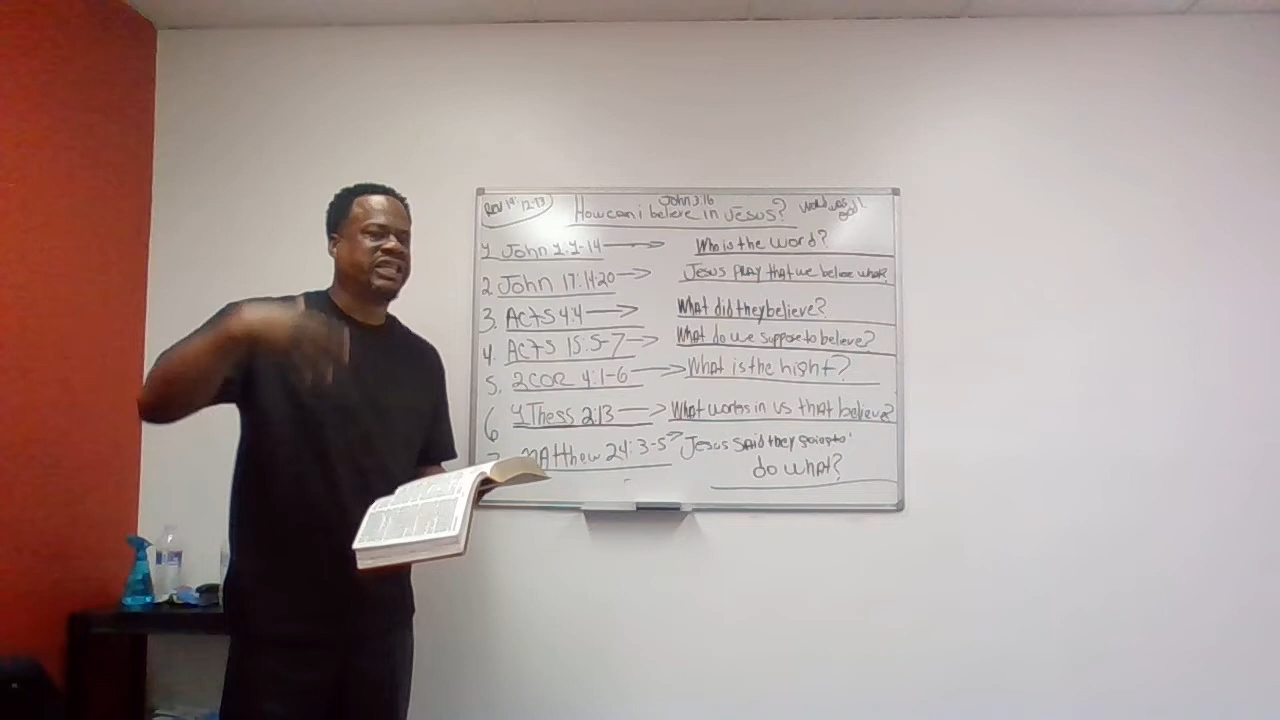 Rev 19:12-13
John 3:16
How can i believe in Jesus?
Word was God!
1 John 1:1-14 → Who is the word?
2. John 17:14-20 → Jesus pray that we believe what?
3. Acts 4:4 → What did they believe?
4. Acts 15:5-7 → What do we suppose to believe?
5. 2COR 4:1-6 → What is the hight?
6 1 Thess 2:13 → What works in us that believe?
Matthew 24:3-5 → Jesus said they going to
do what?